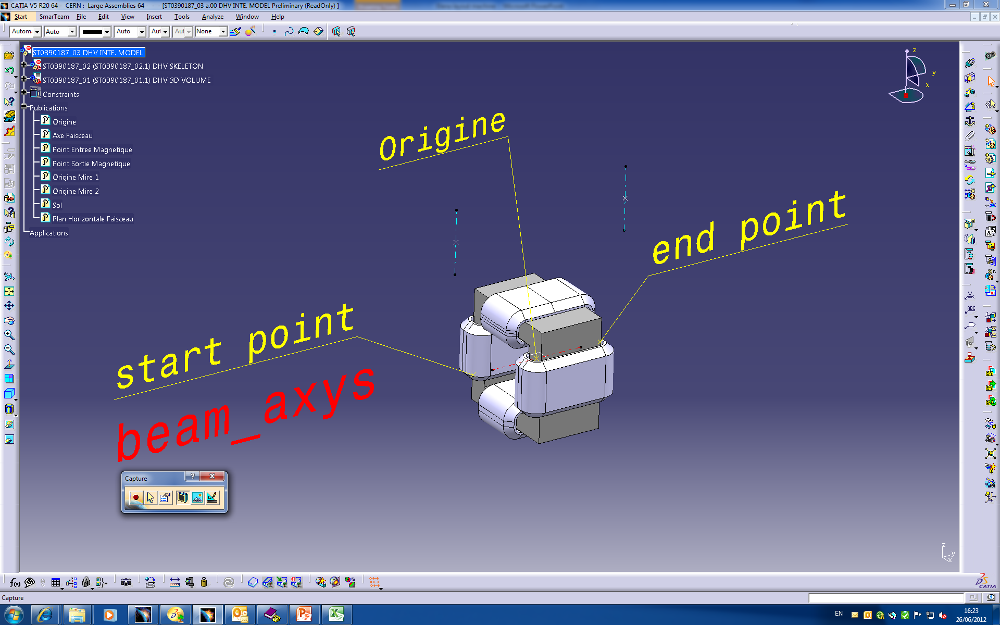 CATIA V5 R20 64 - CERN : Large Assemblies 64 - - - [ST0390187_03 a.00 DHV INTE. MODEL Preliminary (ReadOnly) ]
Start SmarTeam File Edit View Insert Tools Analyze Window Help
Auto Auto None
ST0390187_03 DHV INTE. MODEL
ST0390187_02 (ST0390187_02.1) DHV SKELETON
ST0390187_01 (ST0390187_01.1) DHV 3D VOLUME
Constraints
Publications
Origine
Axe Faisceau
Point Entree Magnetique
Point Sortie Magnetique
Origine Mire 1
Origine Mire 2
Sol
Plan Horizontale Faisceau
Applications
z
y
x
Origine
end point
start point
beam_axys
Capture
z
y
x
f(x)
ABC
CATIA
Capture
EN
16:23
26/06/2012